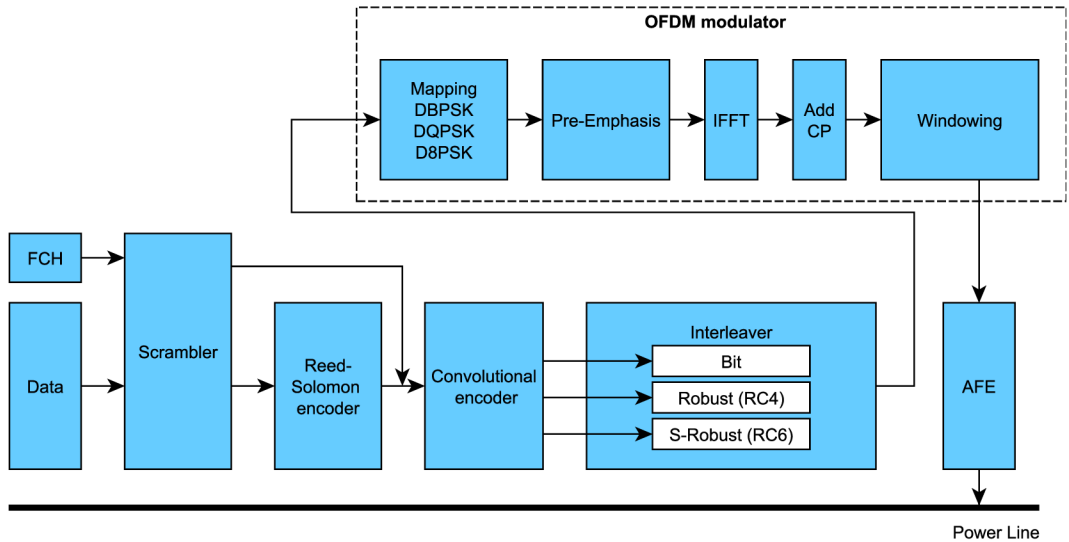 OFDM modulator
Mapping
DBPSK
DQPSK
D8PSK
Pre-Emphasis
IFFT
Add
CP
Windowing
FCH
Data
Scrambler
Reed-
Solomon
encoder
Convolutional
encoder
Interleaver
Bit
Robust (RC4)
S-Robust (RC6)
AFE
Power Line